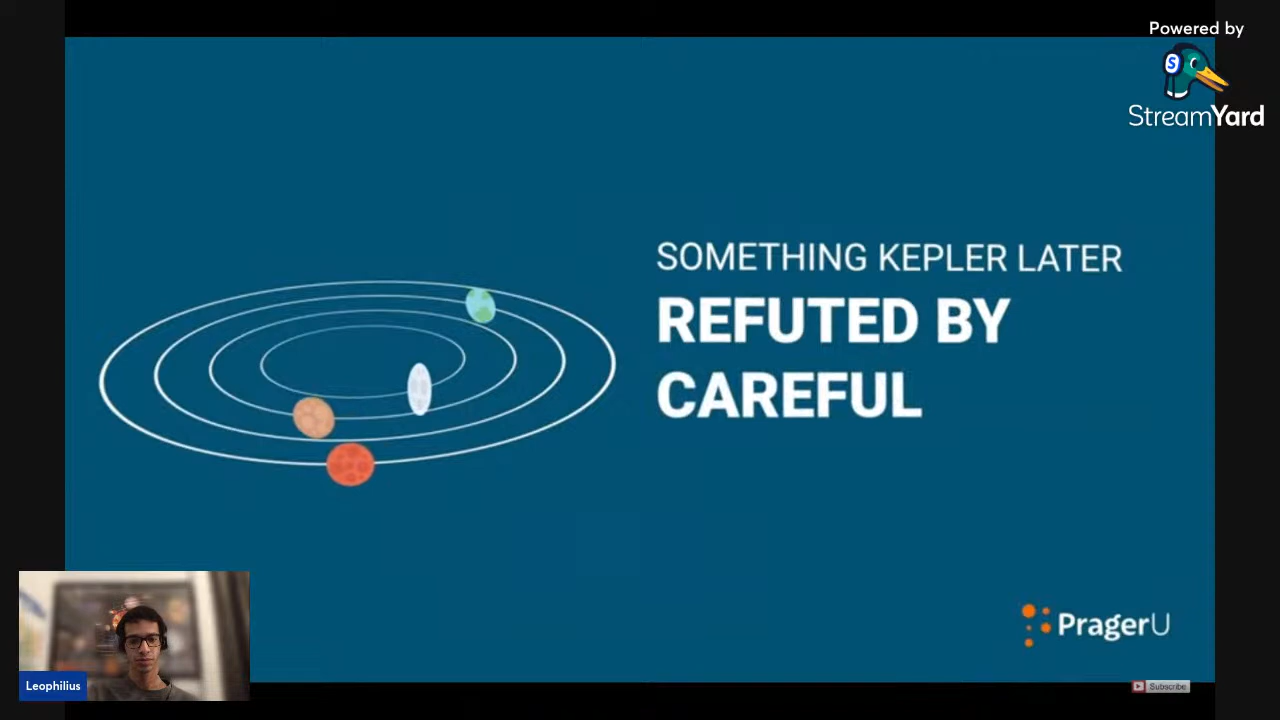 Powered by
StreamYard
SOMETHING KEPLER LATER
REFUTED BY
CAREFUL
PragerU
Subscribe
Leophilius